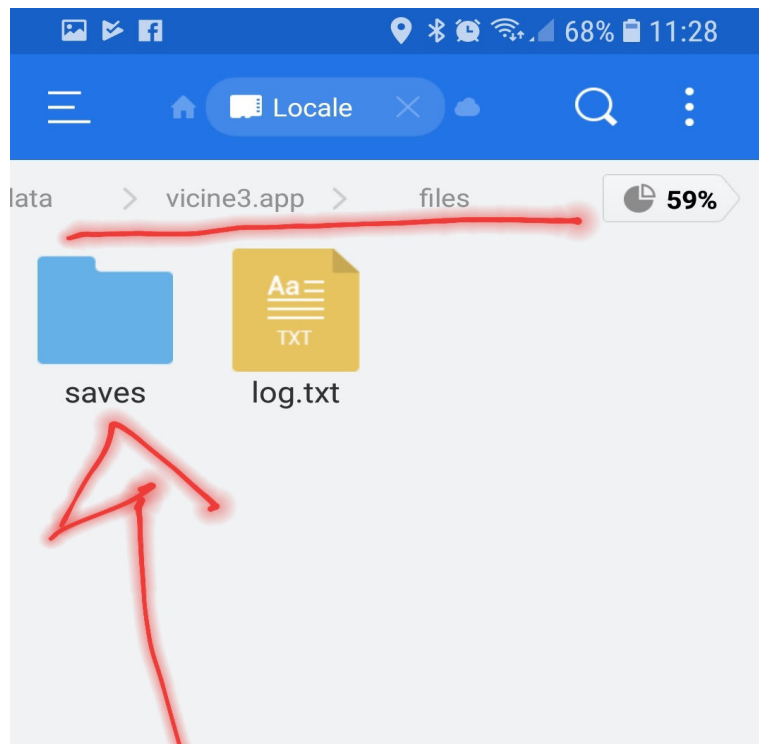 68% 11:28
Locale
lata > vicine3.app > files 59%
Aa
TXT
saves log.txt